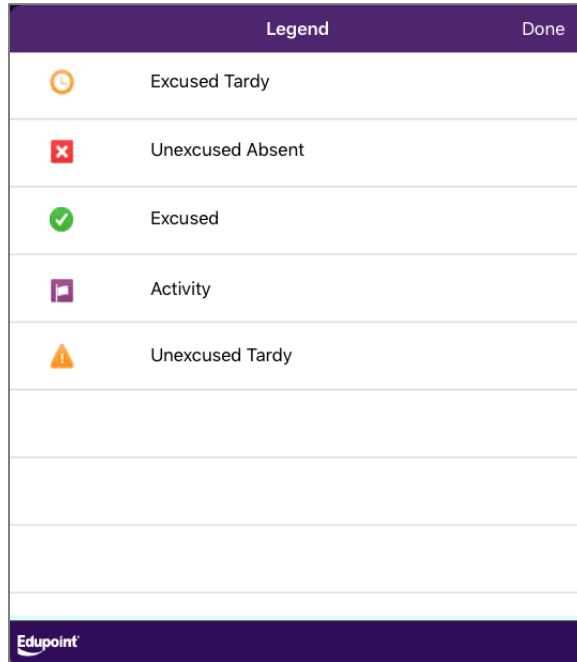 Legend
Done
Excused Tardy
Unexcused Absent
Excused
Activity
Unexcused Tardy
Edupoint